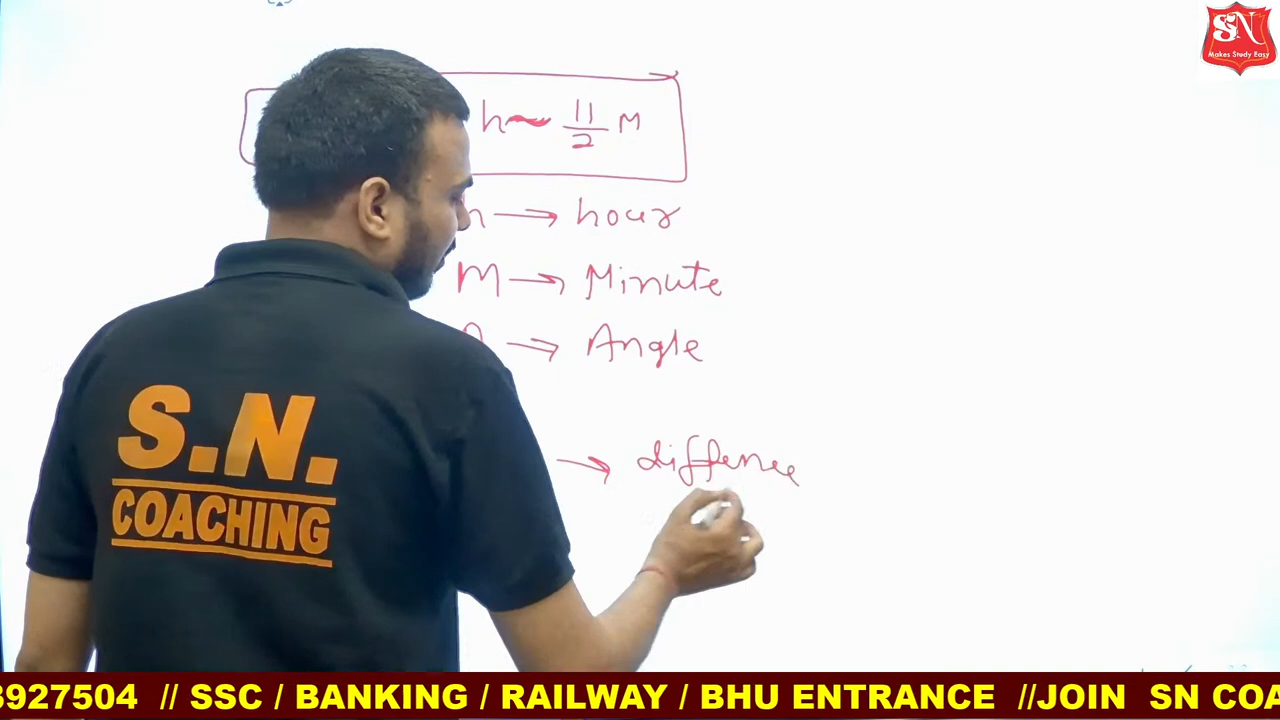 SN
Makes Study Easy
h ~ 11/2 M
h → hour
M → Minute
→ Angle
→ diffence
S.N.
COACHING
3927504 // SSC / BANKING / RAILWAY / BHU ENTRANCE //JOIN SN COA